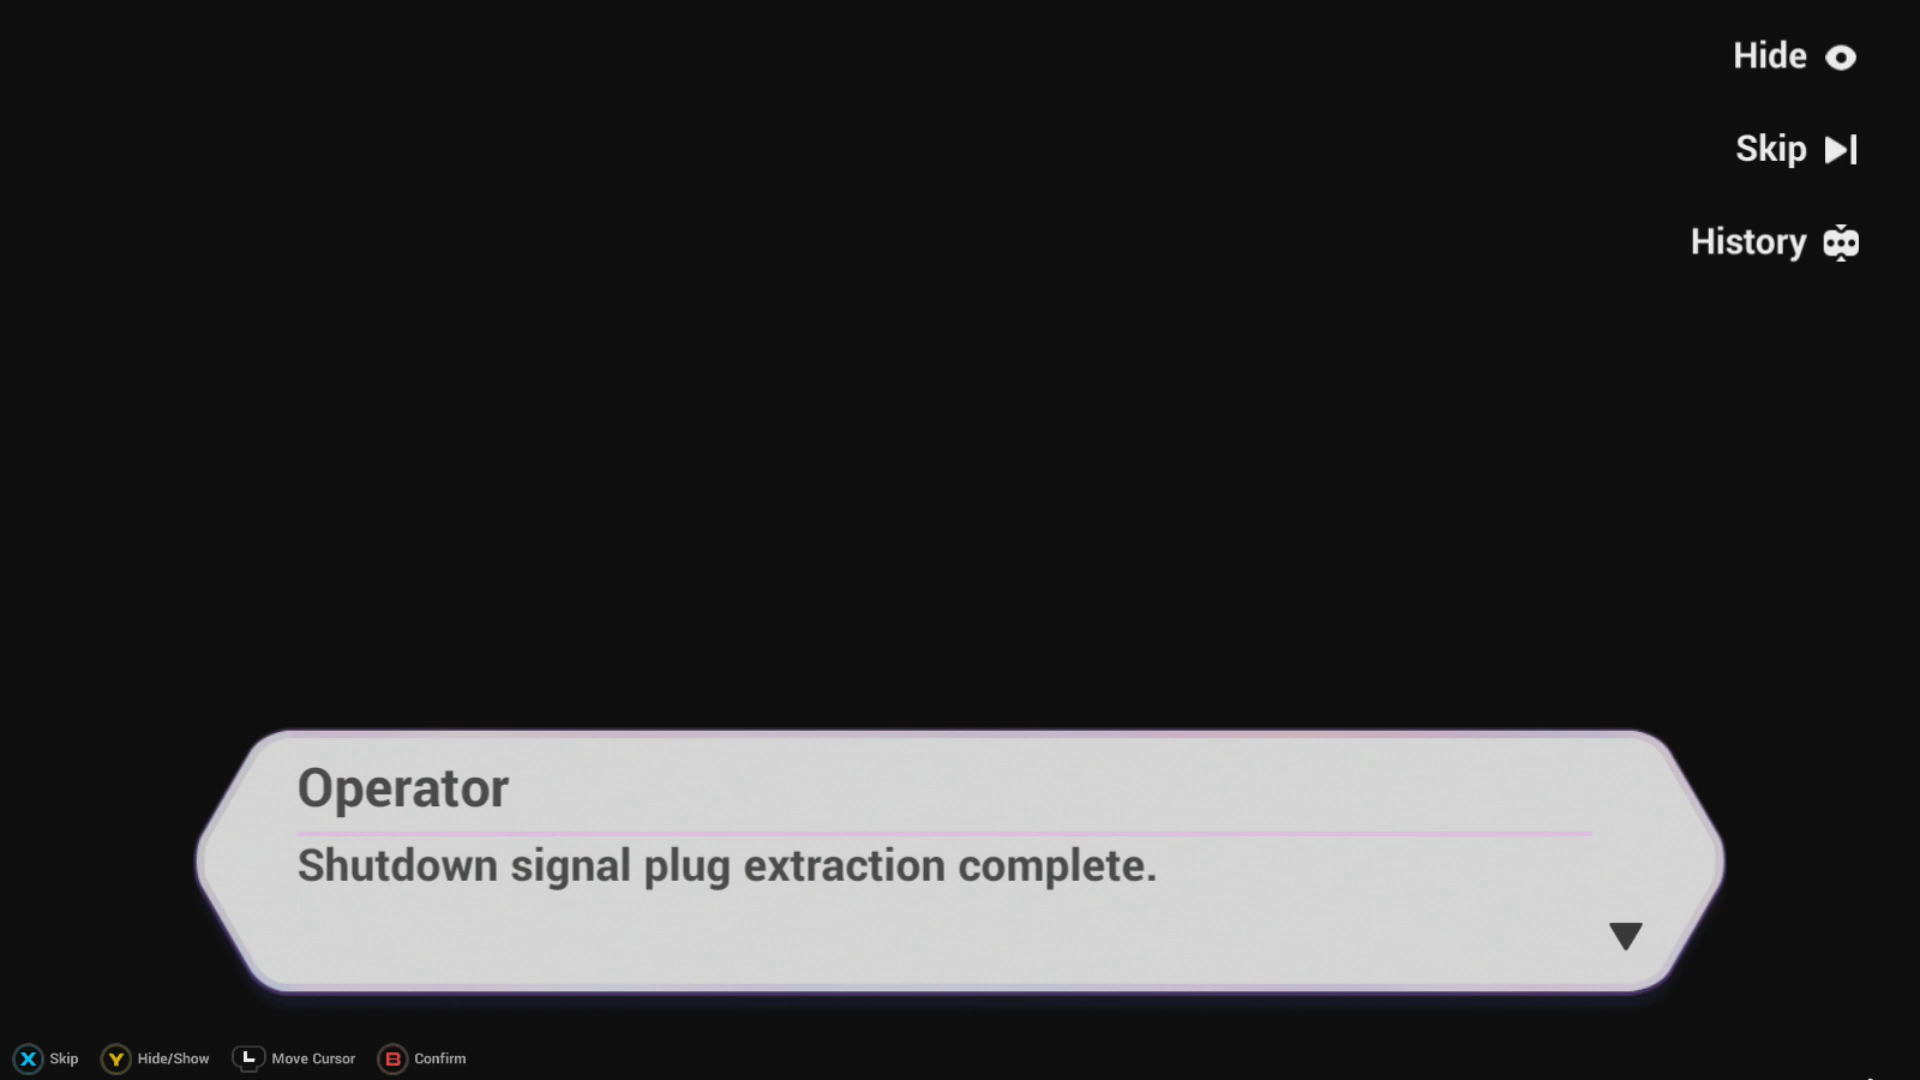 Hide
Skip
History
Operator
Shutdown signal plug extraction complete.
X Skip Y Hide/Show L Move Cursor B Confirm